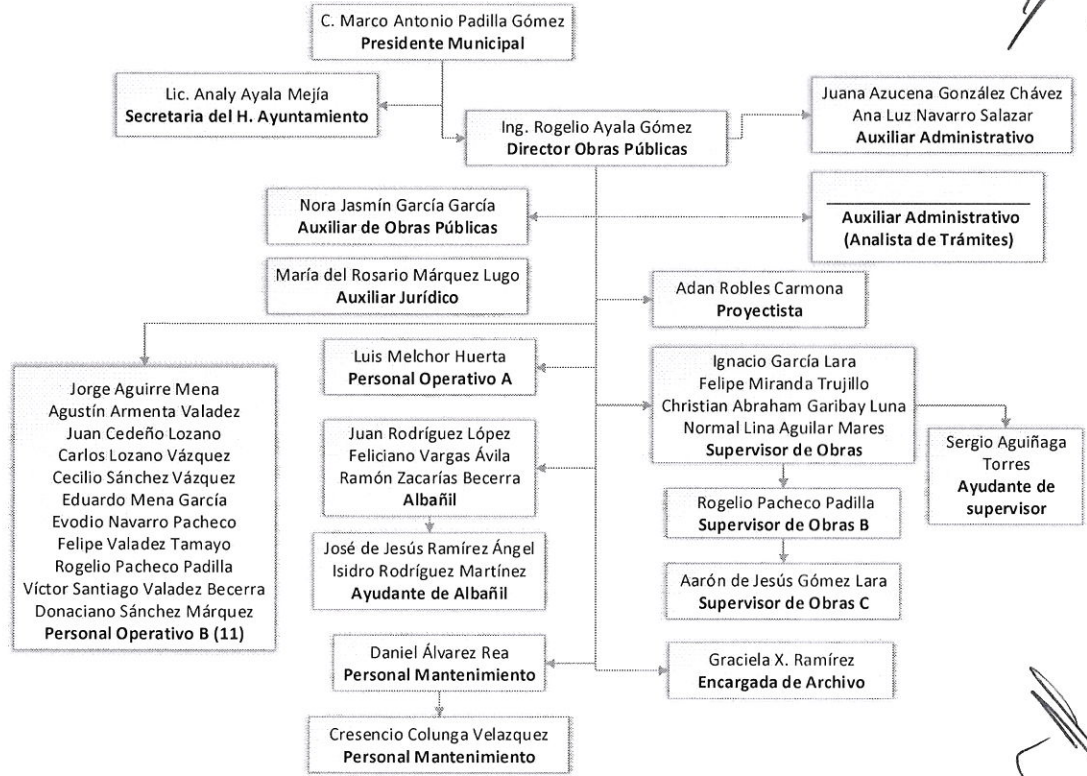 C. Marco Antonio Padilla Gómez
Presidente Municipal
Lic. Analy Ayala Mejía
Secretaria del H. Ayuntamiento
Ing. Rogelio Ayala Gómez
Director Obras Públicas
Juana Azucena González Chávez
Ana Luz Navarro Salazar
Auxiliar Administrativo
Nora Jasmín García García
Auxiliar de Obras Públicas
Auxiliar Administrativo
(Analista de Trámites)
María del Rosario Márquez Lugo
Auxiliar Jurídico
Adan Robles Carmona
Proyectista
Luis Melchor Huerta
Personal Operativo A
Ignacio García Lara
Felipe Miranda Trujillo
Christian Abraham Garibay Luna
Normal Lina Aguilar Mares
Supervisor de Obras
Jorge Aguirre Mena
Agustín Armenta Valadez
Juan Cedeño Lozano
Carlos Lozano Vázquez
Cecilio Sánchez Vázquez
Eduardo Mena García
Evodio Navarro Pacheco
Felipe Valadez Tamayo
Rogelio Pacheco Padilla
Víctor Santiago Valadez Becerra
Donaciano Sánchez Márquez
Personal Operativo B (11)
Juan Rodríguez López
Feliciano Vargas Ávila
Ramón Zacarías Becerra
Albañil
Sergio Aguiñaga
Torres
Ayudante de
supervisor
Rogelio Pacheco Padilla
Supervisor de Obras B
José de Jesús Ramírez Ángel
Isidro Rodríguez Martínez
Ayudante de Albañil
Aarón de Jesús Gómez Lara
Supervisor de Obras C
Daniel Álvarez Rea
Personal Mantenimiento
Graciela X. Ramírez
Encargada de Archivo
Cresencio Colunga Velazquez
Personal Mantenimiento